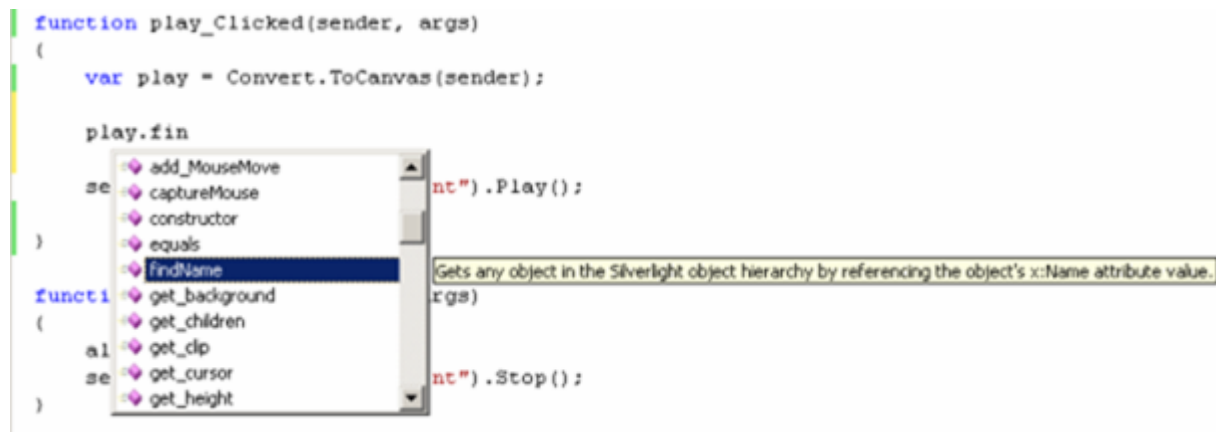 function play_Clicked(sender, args)
{
var play = Convert.ToCanvas(sender);
play.fin
add_MouseMove
se
captureMouse
nt").Play();
constructor
}
equals
findName
Gets any object in the Silverlight object hierarchy by referencing the object's x:Name attribute value.
functi
get_background
rgs)
{
get_children
al
get_clip
se
get_cursor
nt").Stop();
}
get_height